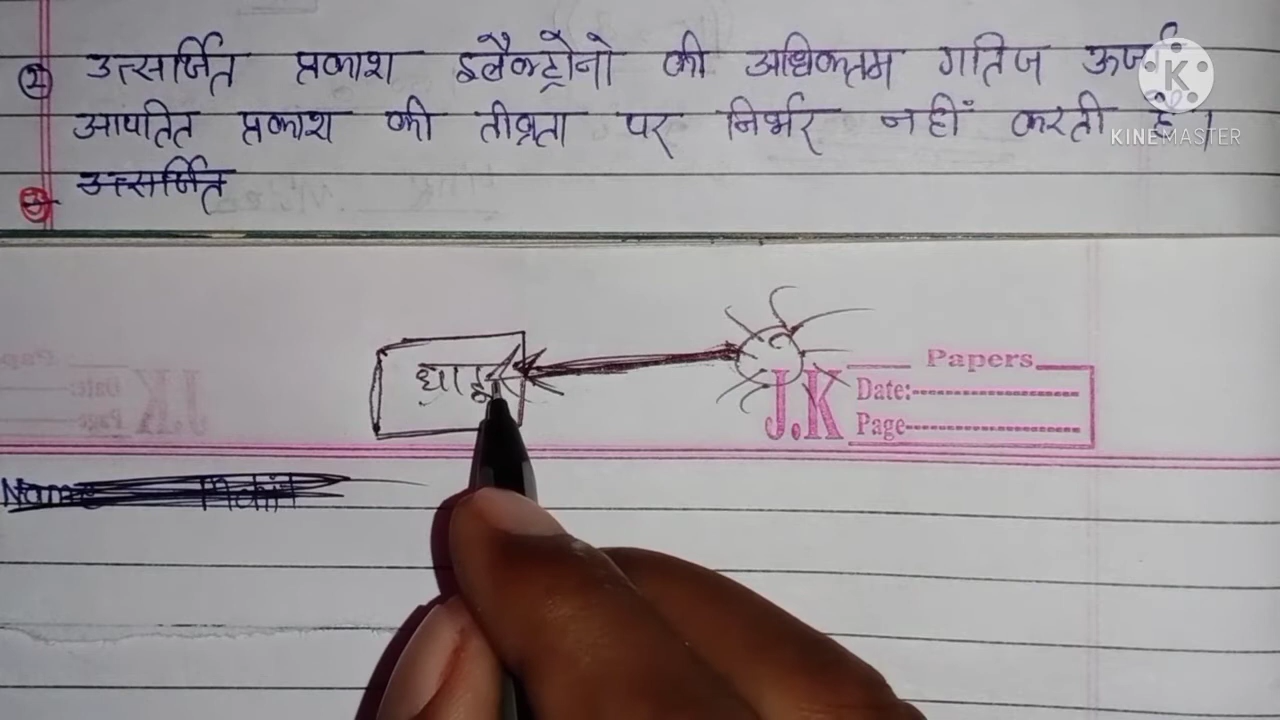 ② उत्सर्जित प्रकाश इलैक्ट्रोनो की अधिकतम गतिज ऊर्जा
आपतित प्रकाश की तीव्रता पर निर्भर नहीं करती है।
③ उत्सर्जित
धातु
J.K
Papers
Date:
Page
Name
KINEMASTER